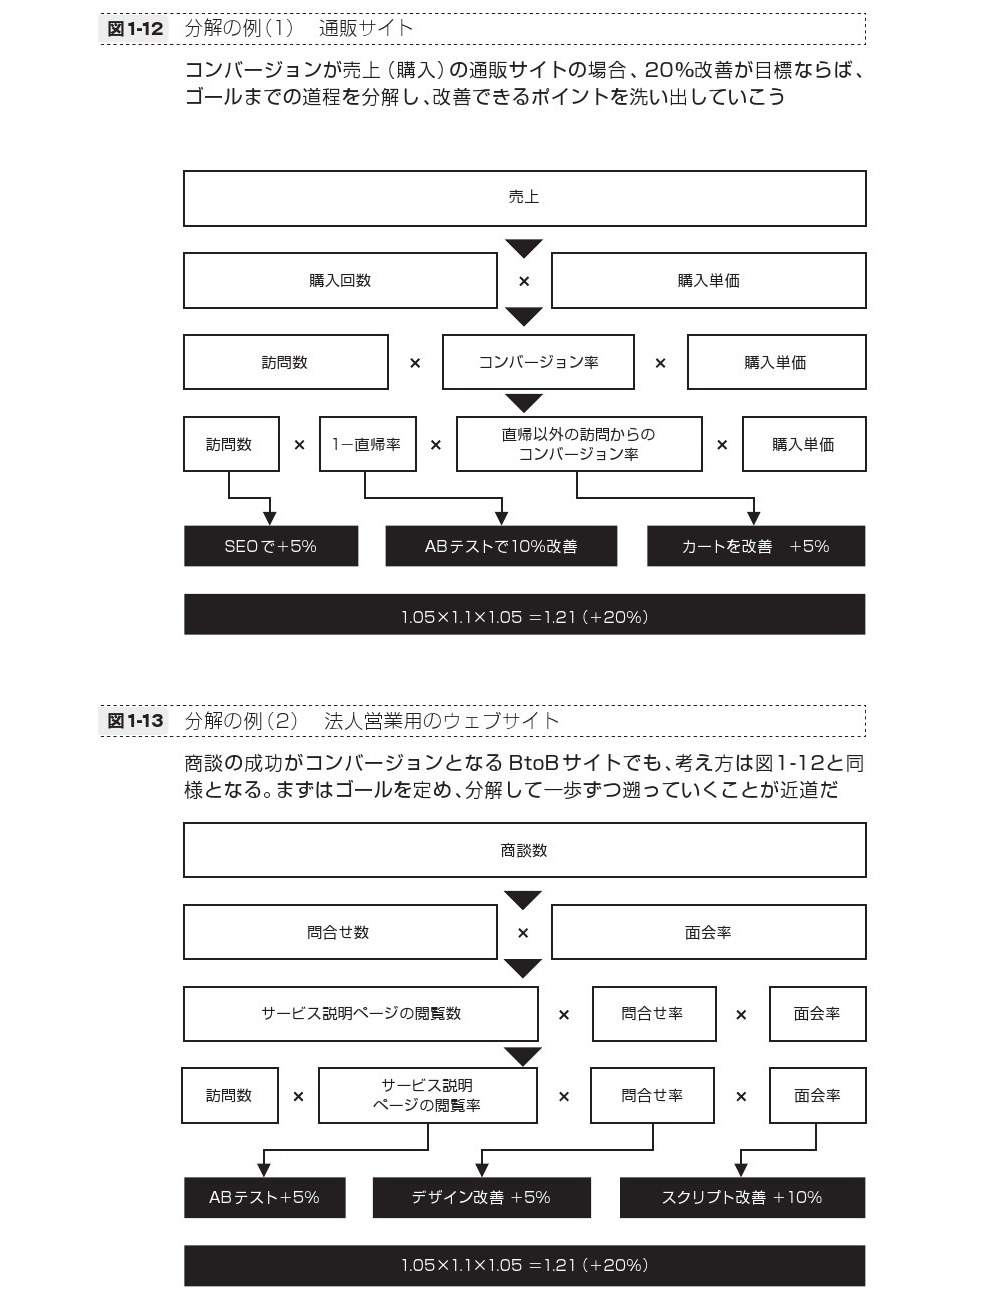 図1-12 分解の例(1) 通販サイト
コンバージョンが売上(購入)の通販サイトの場合、20%改善が目標ならば、
ゴールまでの道程を分解し、改善できるポイントを洗い出していこう
売上
購入回数 × 購入単価
訪問数 × コンバージョン率 × 購入単価
訪問数 × 1－直帰率 × 直帰以外の訪問からの
コンバージョン率 × 購入単価
SEOで+5% ABテストで10%改善 カートを改善 +5%
1.05×1.1×1.05 =1.21(+20%)
図1-13 分解の例(2) 法人営業用のウェブサイト
商談の成功がコンバージョンとなるBtoBサイトでも、考え方は図1-12と同
様となる。まずはゴールを定め、分解して一歩ずつ遡っていくことが近道だ
商談数
問合せ数 × 面会率
サービス説明ページの閲覧数 × 問合せ率 × 面会率
訪問数 × サービス説明
ページの閲覧率 × 問合せ率 × 面会率
ABテスト+5% デザイン改善 +5% スクリプト改善 +10%
1.05×1.1×1.05 =1.21(+20%)